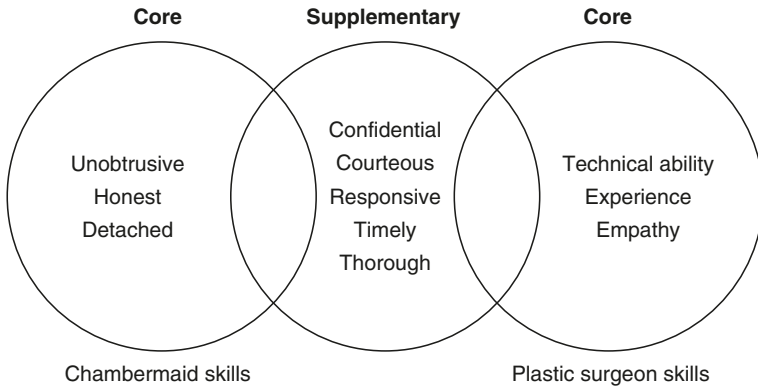 Core
Supplementary
Core
Unobtrusive
Honest
Detached
Confidential
Courteous
Responsive
Timely
Thorough
Technical ability
Experience
Empathy
Chambermaid skills
Plastic surgeon skills